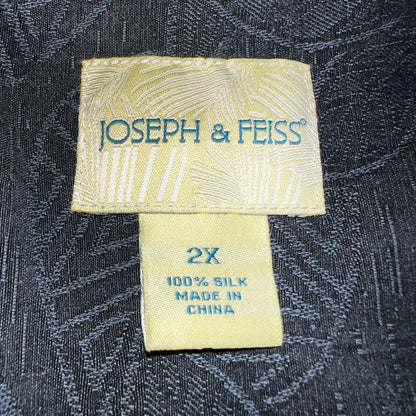 JOSEPH & FEISS®
2X
100% SILK
MADE IN
CHINA